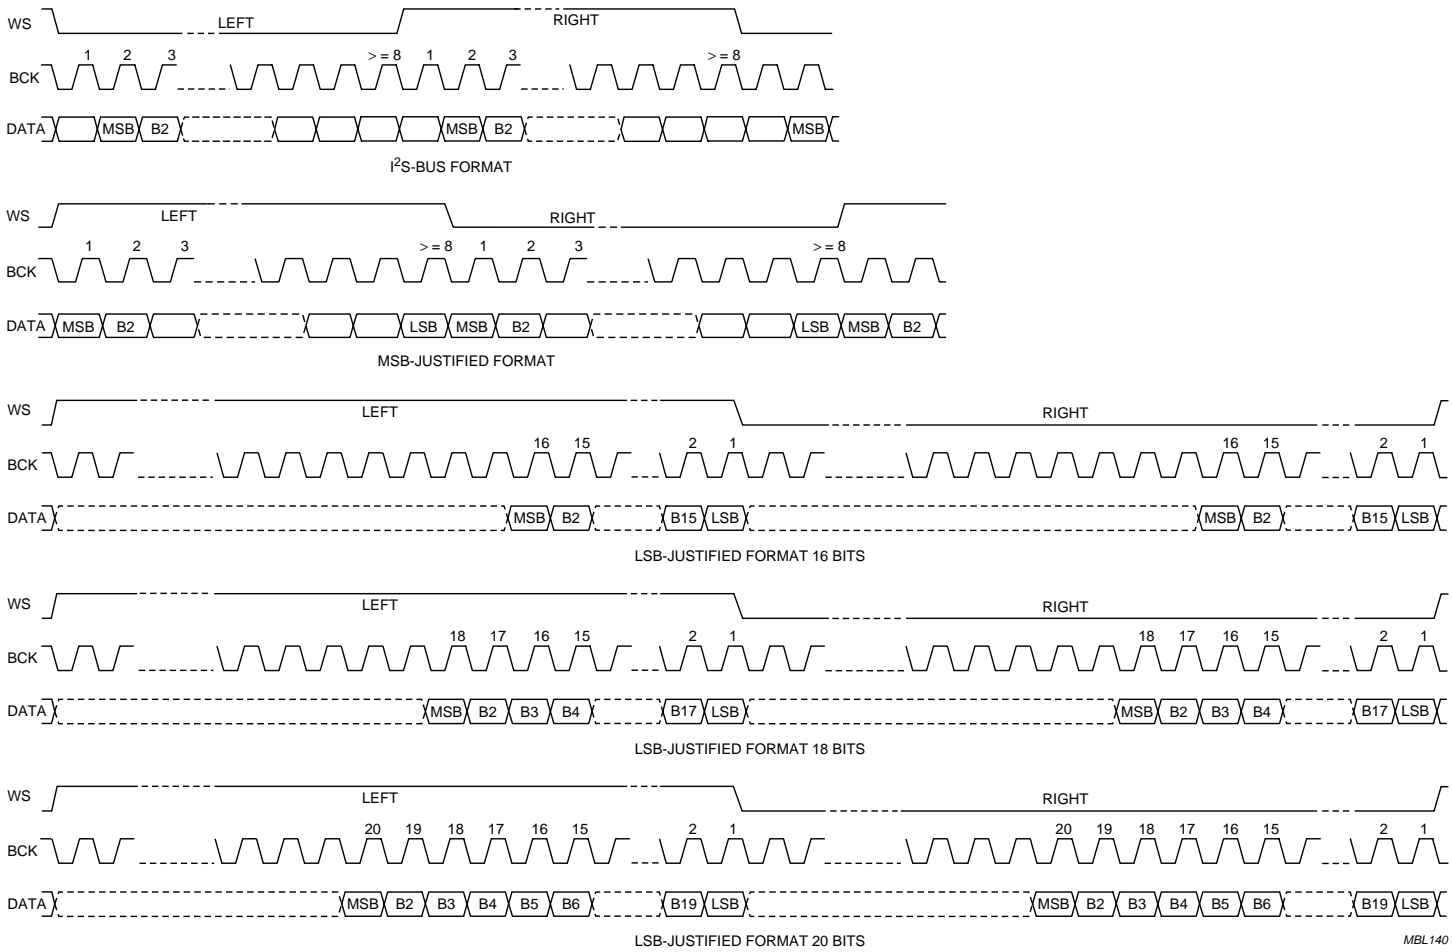 WS LEFT RIGHT
1 2 3 > = 8 1 2 3 > = 8
BCK
DATA MSB B2 MSB B2 MSB
I2S-BUS FORMAT
WS LEFT RIGHT
1 2 3 > = 8 1 2 3 > = 8
BCK
DATA MSB B2 LSB MSB B2 LSB MSB B2
MSB-JUSTIFIED FORMAT
WS LEFT RIGHT
16 15 2 1 16 15 2 1
BCK
DATA MSB B2 B15 LSB MSB B2 B15 LSB
LSB-JUSTIFIED FORMAT 16 BITS
WS LEFT RIGHT
18 17 16 15 2 1 18 17 16 15 2 1
BCK
DATA MSB B2 B3 B4 B17 LSB MSB B2 B3 B4 B17 LSB
LSB-JUSTIFIED FORMAT 18 BITS
WS LEFT RIGHT
20 19 18 17 16 15 2 1 20 19 18 17 16 15 2 1
BCK
DATA MSB B2 B3 B4 B5 B6 B19 LSB MSB B2 B3 B4 B5 B6 B19 LSB
LSB-JUSTIFIED FORMAT 20 BITS
MBL140